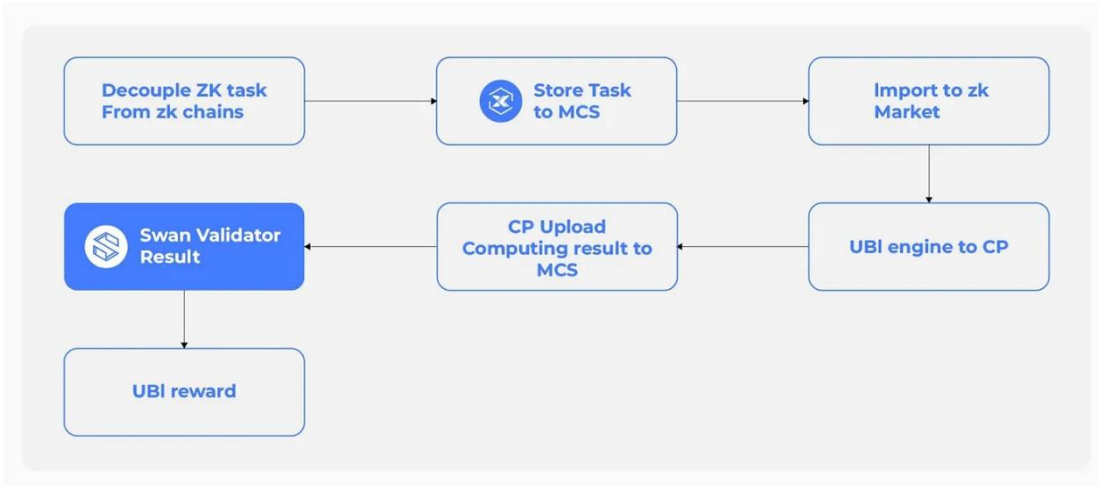 Decouple ZK task
From zk chains
Store Task
to MCS
Import to zk
Market
Swan Validator
Result
CP Upload
Computing result to
MCS
UBI engine to CP
UBI reward